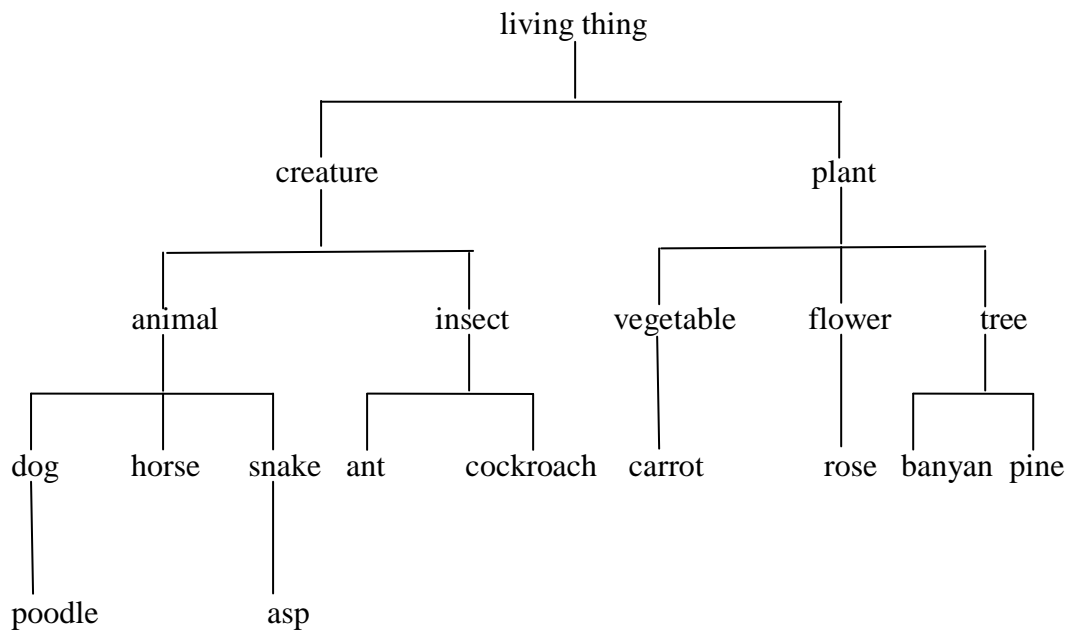 living thing
creature plant
animal insect vegetable flower tree
dog horse snake ant cockroach carrot rose banyan pine
poodle asp